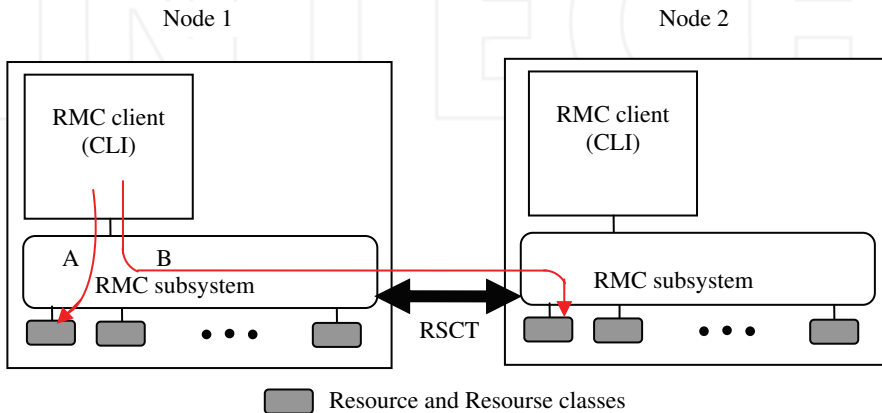 INTECH
Node 1
Node 2
RMC client
(CLI)
RMC client
(CLI)
A
B
RMC subsystem
RMC subsystem
RSCT
Resource and Resourse classes